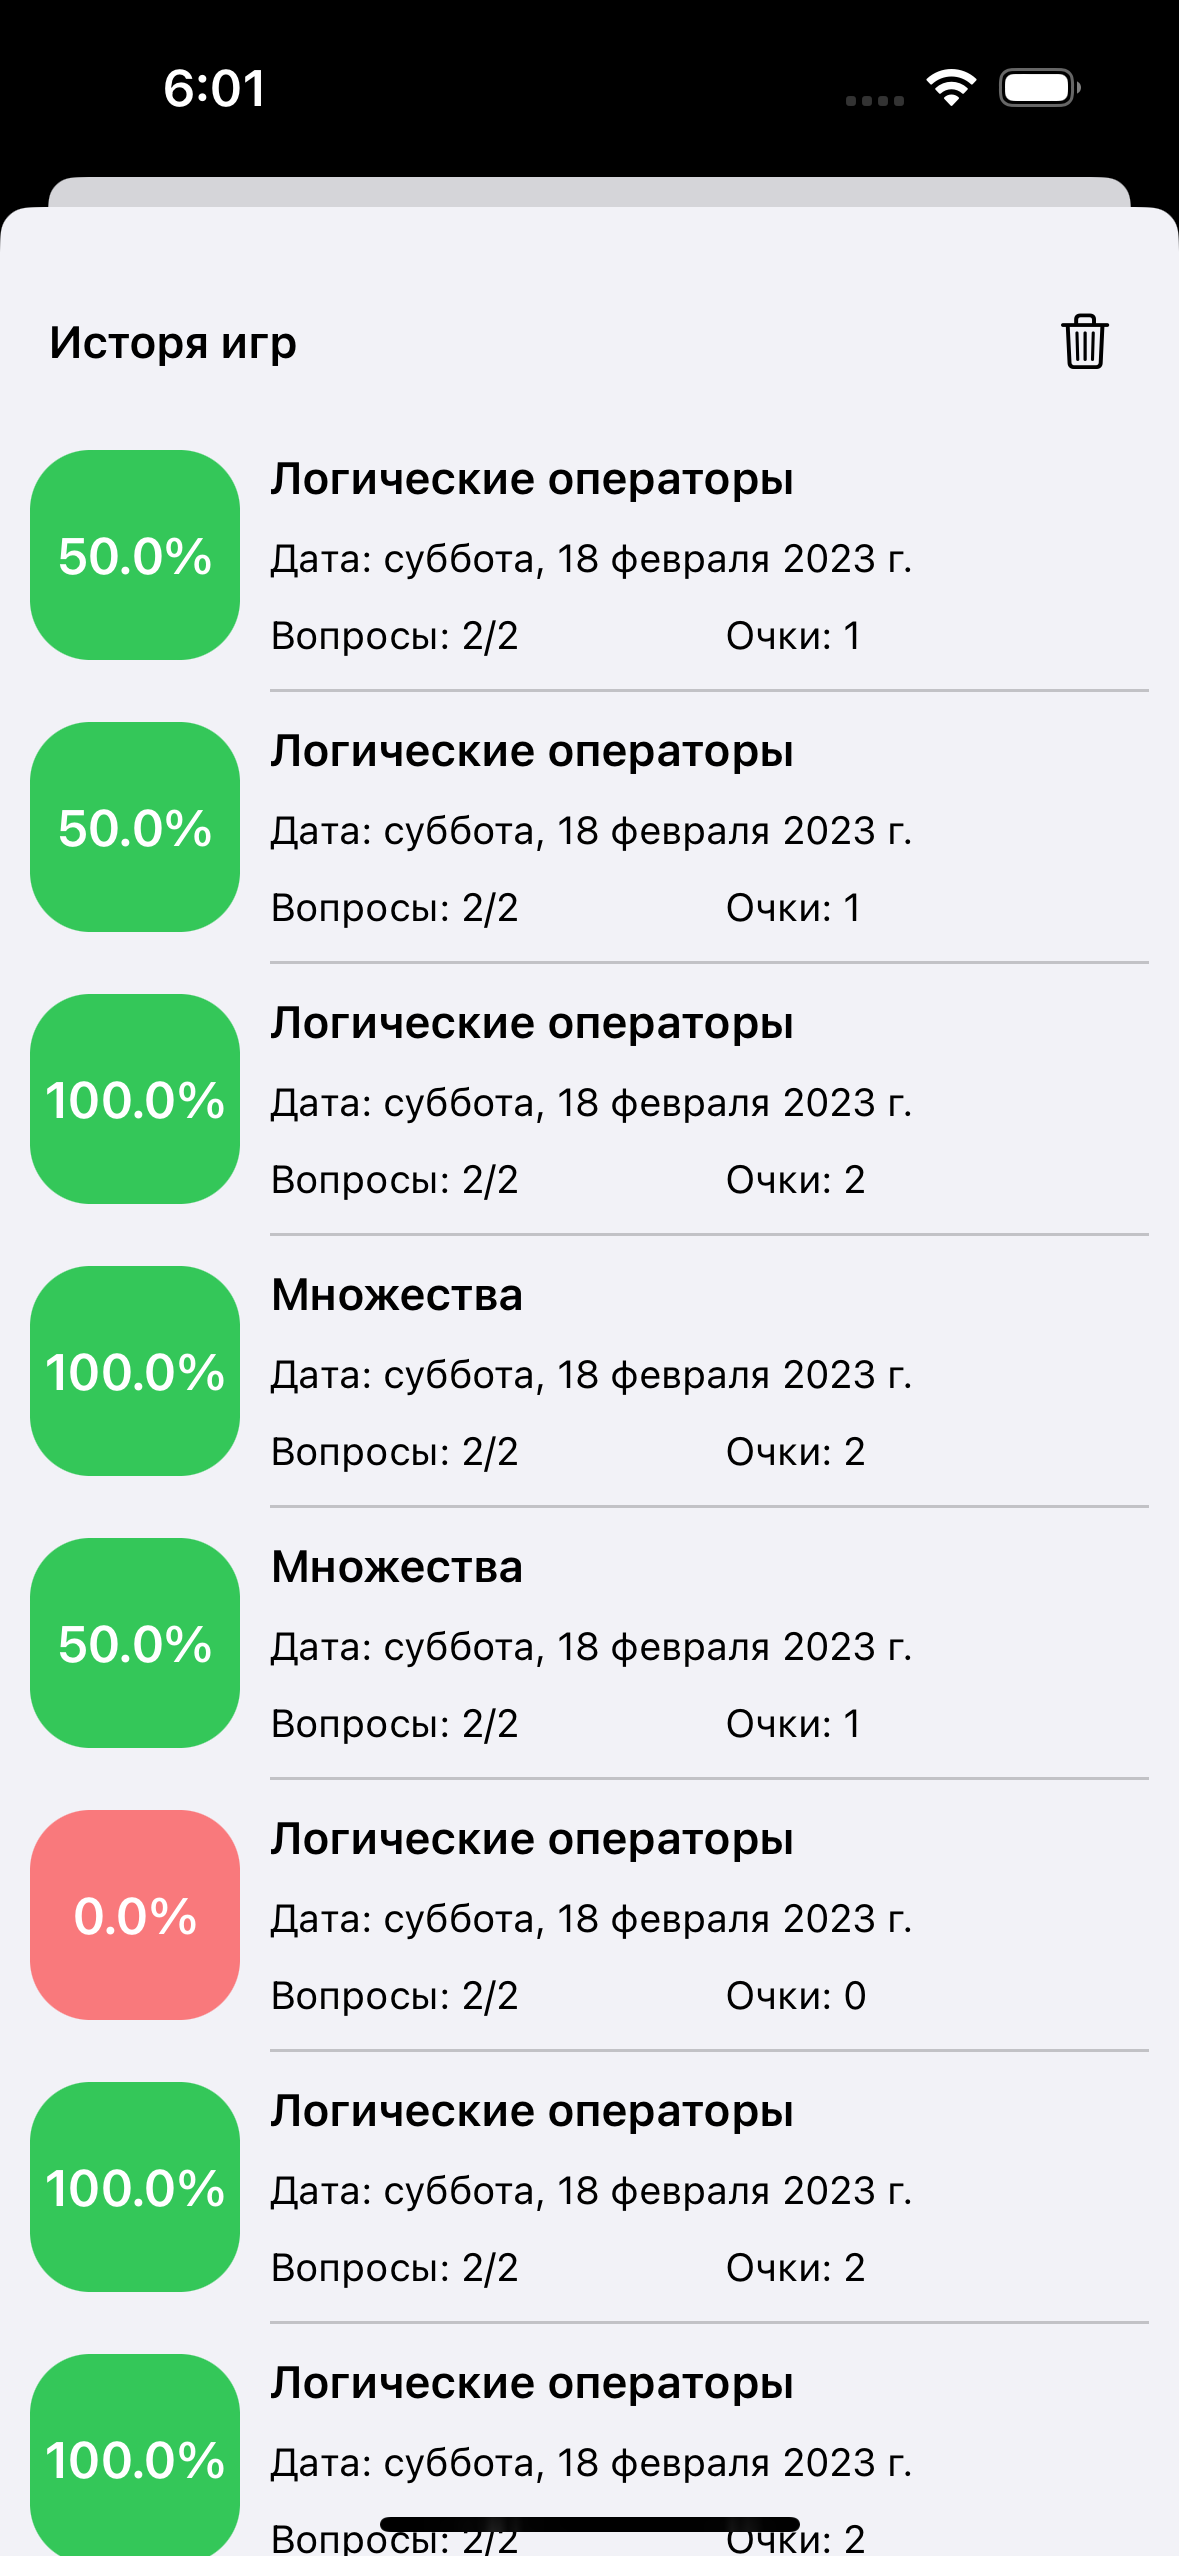 6:01
Исторя игр
50.0%
Логические операторы
Дата: суббота, 18 февраля 2023 г.
Вопросы: 2/2 Очки: 1
50.0%
Логические операторы
Дата: суббота, 18 февраля 2023 г.
Вопросы: 2/2 Очки: 1
100.0%
Логические операторы
Дата: суббота, 18 февраля 2023 г.
Вопросы: 2/2 Очки: 2
100.0%
Множества
Дата: суббота, 18 февраля 2023 г.
Вопросы: 2/2 Очки: 2
50.0%
Множества
Дата: суббота, 18 февраля 2023 г.
Вопросы: 2/2 Очки: 1
0.0%
Логические операторы
Дата: суббота, 18 февраля 2023 г.
Вопросы: 2/2 Очки: 0
100.0%
Логические операторы
Дата: суббота, 18 февраля 2023 г.
Вопросы: 2/2 Очки: 2
100.0%
Логические операторы
Дата: суббота, 18 февраля 2023 г.
Вопросы: 2/2 Очки: 2